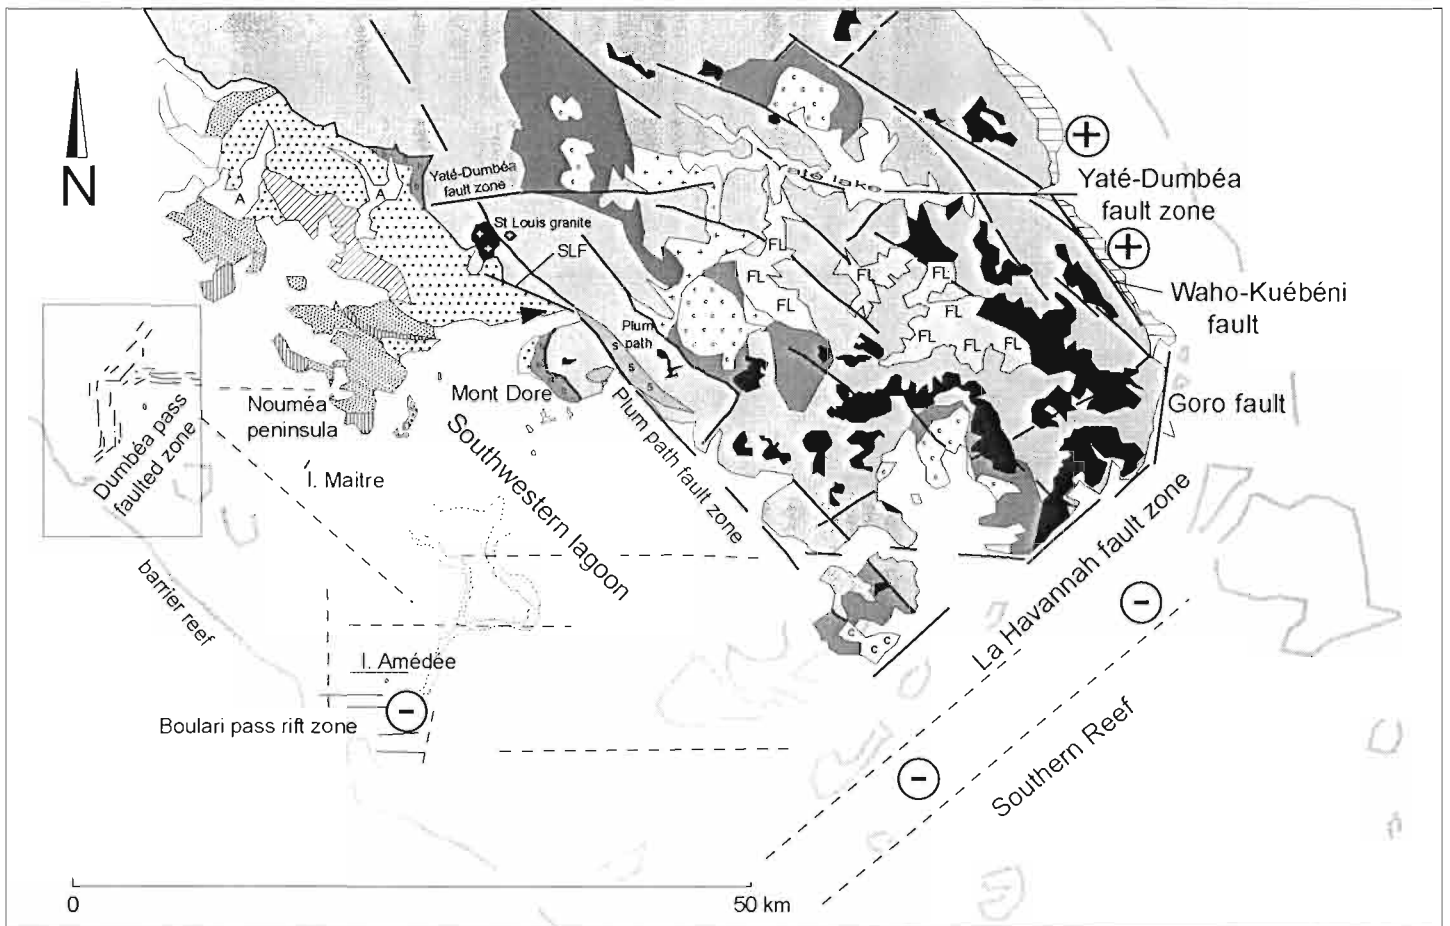 N
A
A
Yaté-Dumbéa
fault zone
St Louis granite
SLF
Yaté lake
Yaté-Dumbéa
fault zone
Waho-Kuébéni
fault
Goro fault
FL
FL
FL
FL
FL
FL
FL
FL
FL
Plum
path
s
s
s
Mont Dore
Nouméa
peninsula
Dumbéa pass
faulted zone
I. Maitre
Southwestern lagoon
Plum path fault zone
La Havannah fault zone
barrier reef
I. Amédée
Boulari pass rift zone
Southern Reef
c
c
0
50 km